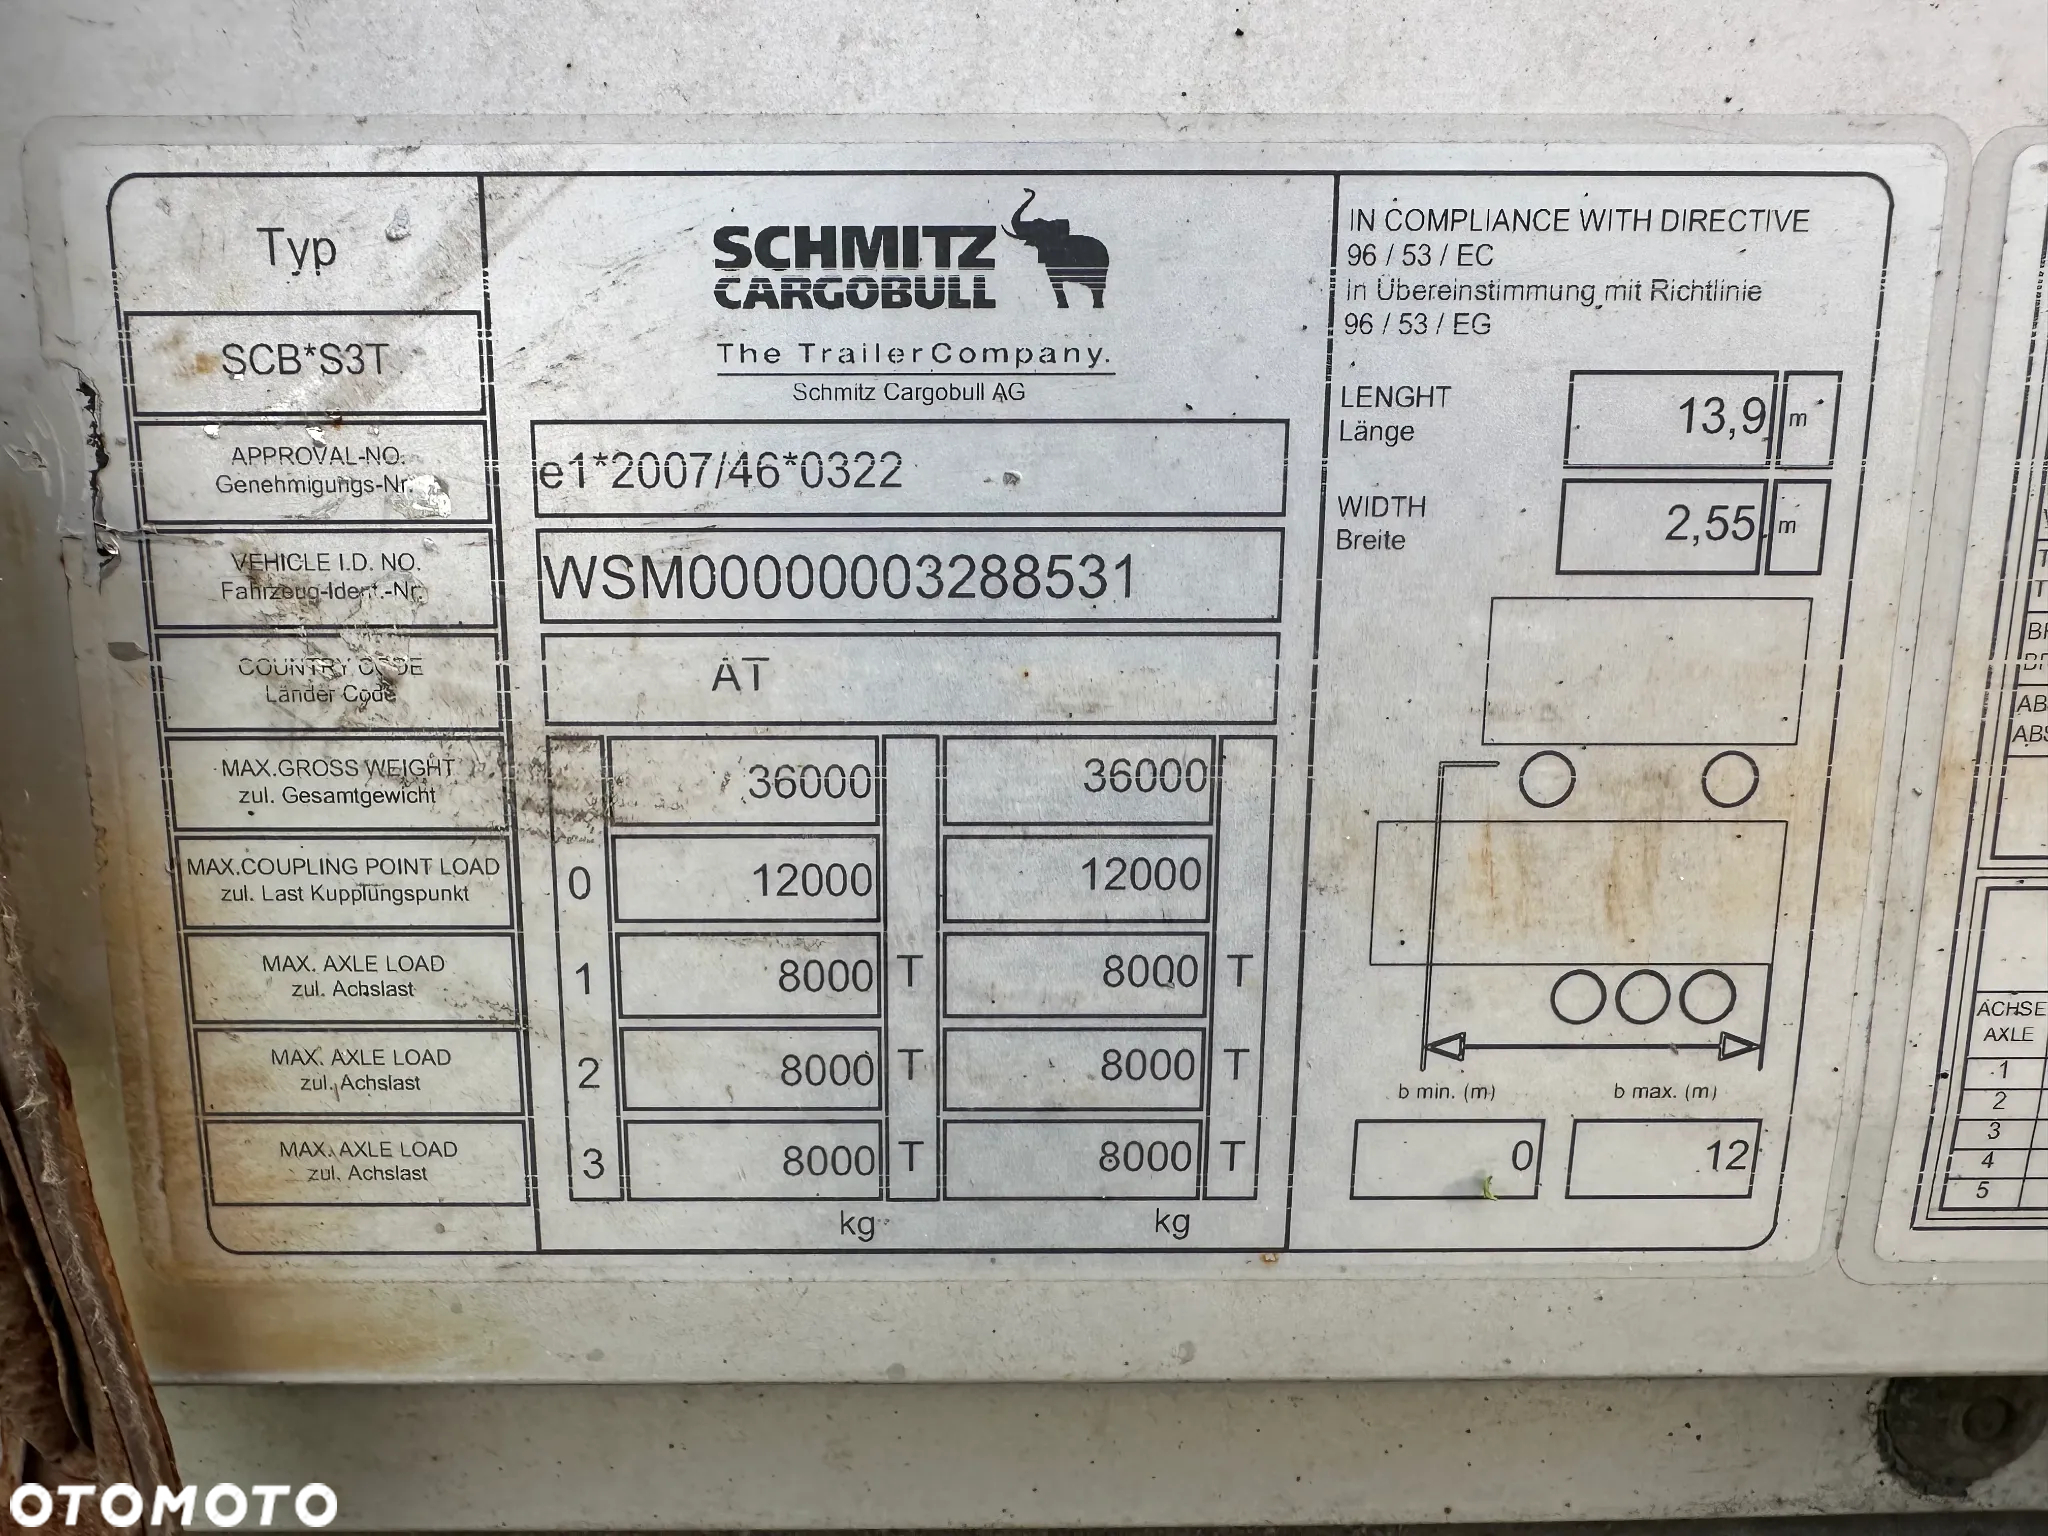 Typ
SCB*S3T
SCHMITZ
CARGOBULL
The Trailer Company.
Schmitz Cargobull AG
IN COMPLIANCE WITH DIRECTIVE
96 / 53 / EC
in Übereinstimmung mit Richtlinie
96 / 53 / EG
LENGHT
Länge
13,9 m
WIDTH
Breite
2,55 m
APPROVAL-NO.
Genehmigungs-Nr.
e1*2007/46*0322
VEHICLE I.D. NO.
Fahrzeug-Ident.-Nr.
WSM00000003288531
COUNTRY CODE
Länder Code
AT
MAX.GROSS WEIGHT
zul. Gesamtgewicht
36000 36000
MAX.COUPLING POINT LOAD
zul. Last Kupplungspunkt
0 12000 12000
MAX. AXLE LOAD
zul. Achslast
1 8000 T 8000 T
MAX. AXLE LOAD
zul. Achslast
2 8000 T 8000 T
MAX. AXLE LOAD
zul. Achslast
3 8000 T 8000 T
kg kg
b min. (m) b max. (m)
0 12
ACHSE
AXLE
1
2
3
4
5
OTOMOTO